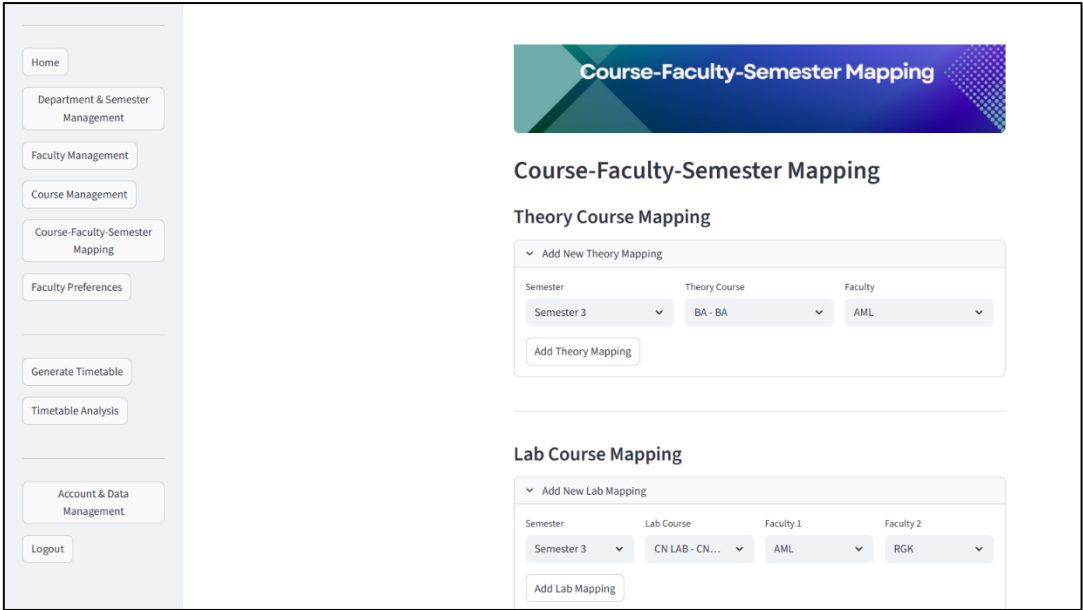 Home
Department & Semester
Management
Faculty Management
Course Management
Course-Faculty-Semester
Mapping
Faculty Preferences
Generate Timetable
Timetable Analysis
Account & Data
Management
Logout
Course-Faculty-Semester Mapping
Course-Faculty-Semester Mapping
Theory Course Mapping
Add New Theory Mapping
Semester Theory Course Faculty
Semester 3 BA - BA AML
Add Theory Mapping
Lab Course Mapping
Add New Lab Mapping
Semester Lab Course Faculty 1 Faculty 2
Semester 3 CN LAB - CN... AML RGK
Add Lab Mapping